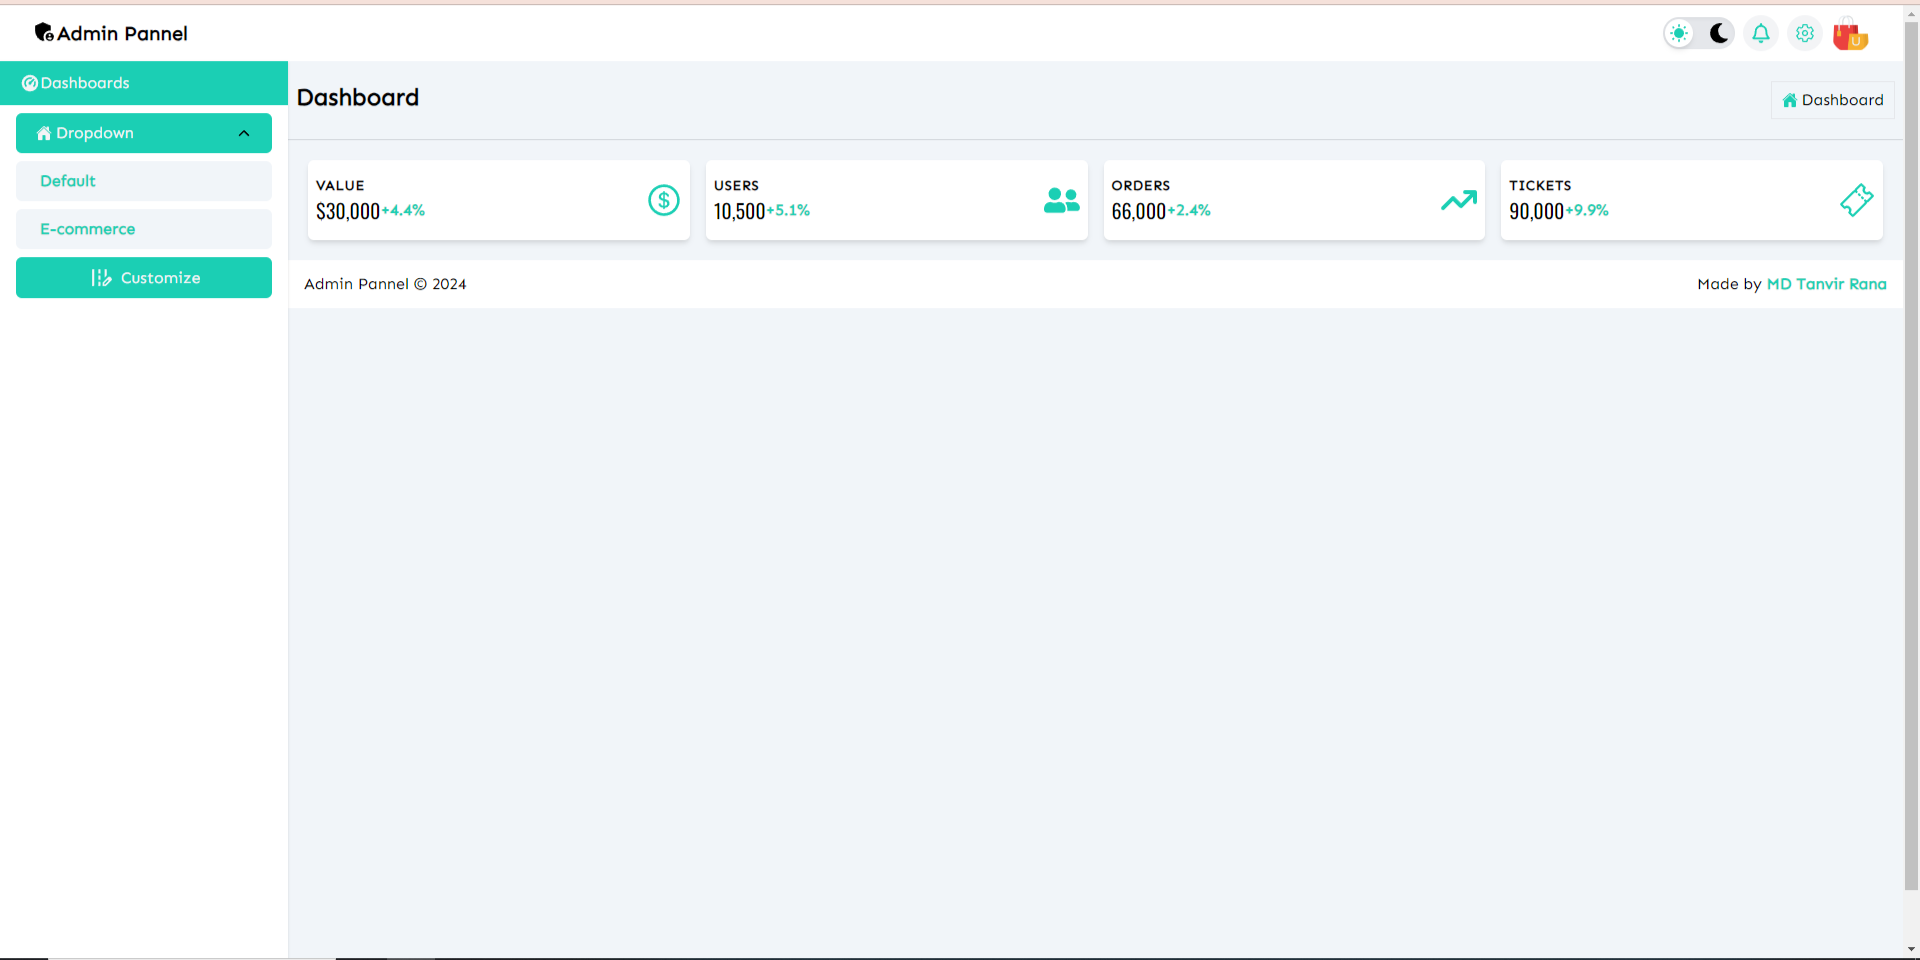 Admin Pannel
Dashboards
Dropdown
Default
E-commerce
Customize
Dashboard
Dashboard
VALUE
$30,000+4.4%
USERS
10,500+5.1%
ORDERS
66,000+2.4%
TICKETS
90,000+9.9%
Admin Pannel © 2024
Made by MD Tanvir Rana